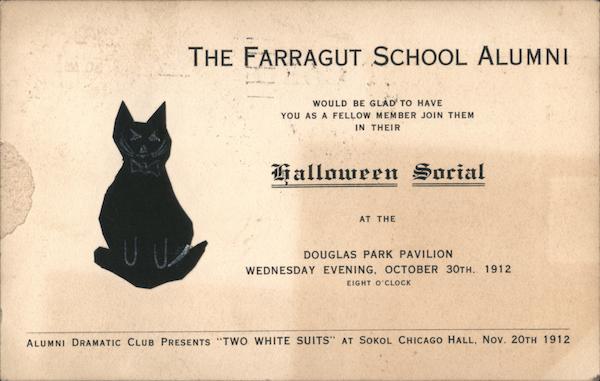 THE FARRAGUT SCHOOL ALUMNI
WOULD BE GLAD TO HAVE
YOU AS A FELLOW MEMBER JOIN THEM
IN THEIR
Halloween Social
AT THE
DOUGLAS PARK PAVILION
WEDNESDAY EVENING, OCTOBER 30TH. 1912
EIGHT O'CLOCK
ALUMNI DRAMATIC CLUB PRESENTS "TWO WHITE SUITS" AT SOKOL CHICAGO HALL, NOV. 20TH 1912